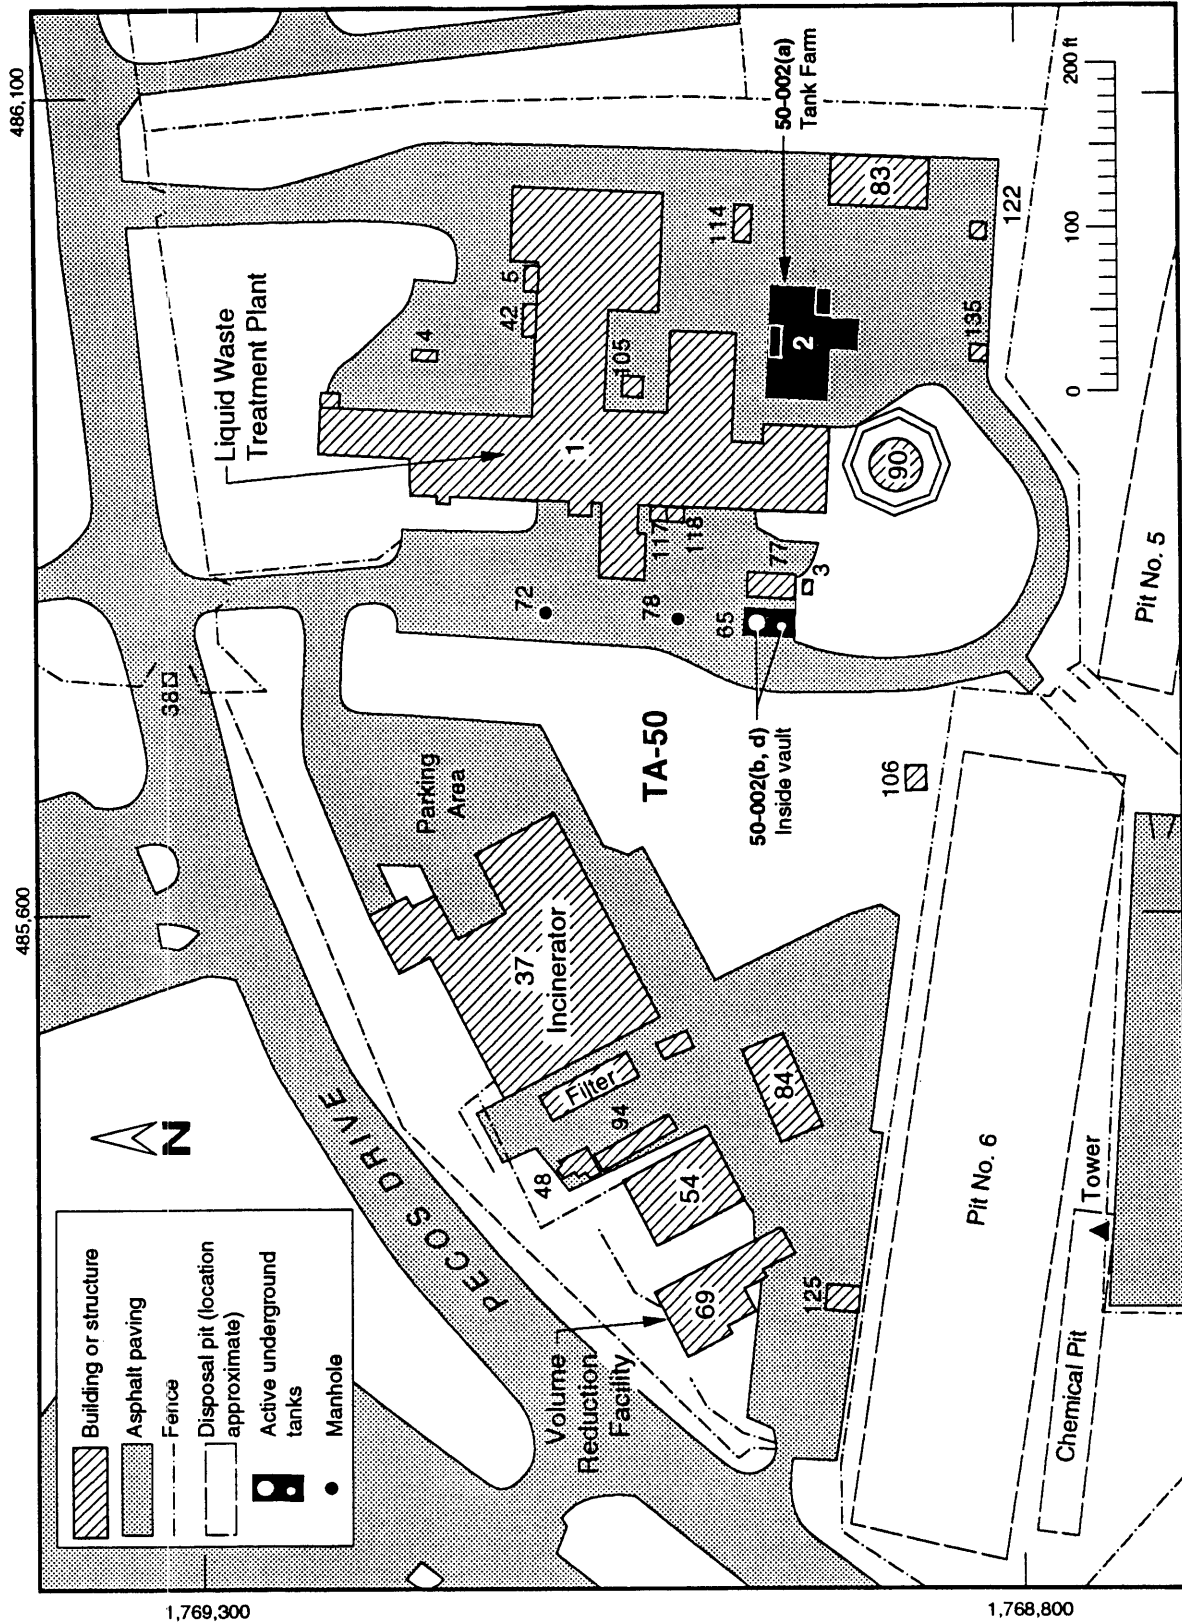 486,100
485,600
1,769,300
1,768,800
Building or structure
Asphalt paving
Fence
Disposal pit (location
approximate)
Active underground
tanks
Manhole
N
PECOS DRIVE
Liquid Waste
Treatment Plant
Parking
Area
TA-50
37
Incinerator
Filter
94
48
54
84
69
Volume
Reduction
Facility
125
38
4
42
5
105
1
114
117
118
72
78
65
77
3
50-002(b, d)
Inside vault
50-002(a)
Tank Farm
2
83
90
122
135
106
Pit No. 5
Pit No. 6
Chemical Pit
Tower
0 100 200 ft